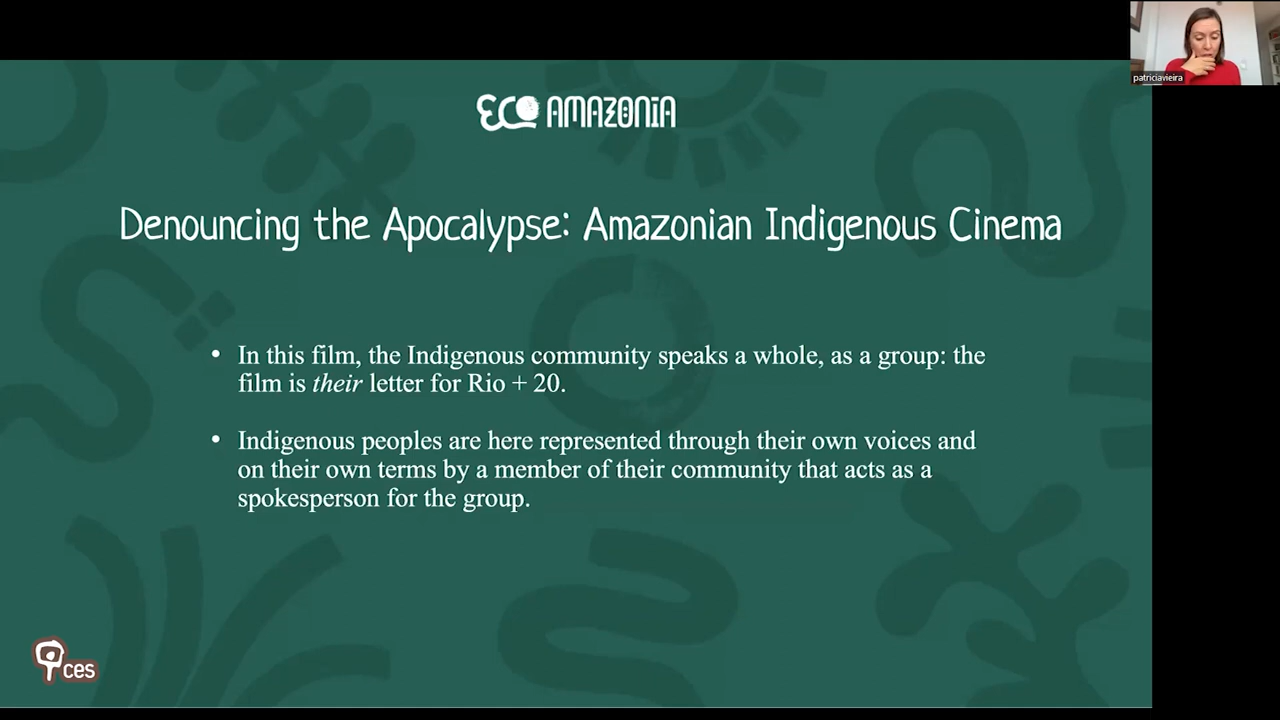 patriciavieira
ECO AMAZONIA
Denouncing the Apocalypse: Amazonian Indigenous Cinema
• In this film, the Indigenous community speaks a whole, as a group: the
film is their letter for Rio + 20.
• Indigenous peoples are here represented through their own voices and
on their own terms by a member of their community that acts as a
spokesperson for the group.
ces